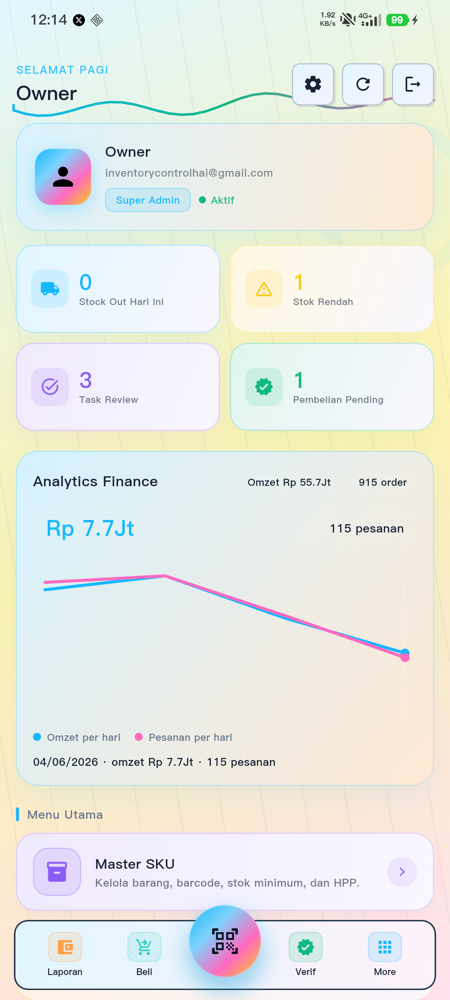 12:14
1.92
KB/s
4G+
99
SELAMAT PAGI
Owner
Owner
inventorycontrolhai@gmail.com
Super Admin
Aktif
0
Stock Out Hari Ini
1
Stok Rendah
3
Task Review
1
Pembelian Pending
Analytics Finance
Omzet Rp 55.7Jt
915 order
Rp 7.7Jt
115 pesanan
Omzet per hari
Pesanan per hari
04/06/2026 · omzet Rp 7.7Jt · 115 pesanan
Menu Utama
Master SKU
Kelola barang, barcode, stok minimum, dan HPP.
Laporan
Beli
Verif
More